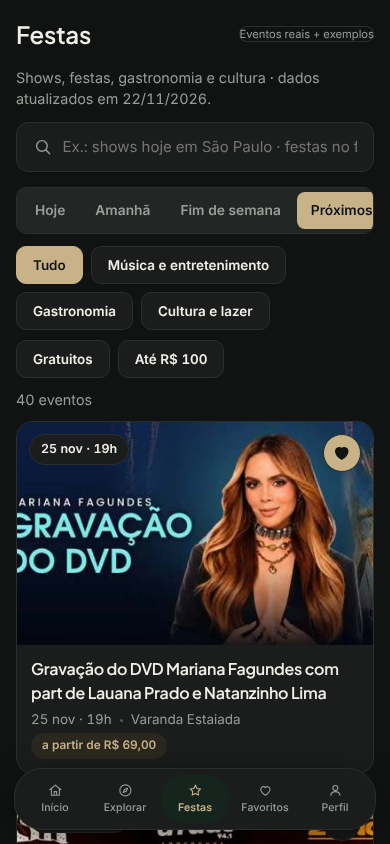 Festas
Eventos reais + exemplos
Shows, festas, gastronomia e cultura · dados
atualizados em 22/11/2026.
Ex.: shows hoje em São Paulo · festas no f
Hoje
Amanhã
Fim de semana
Próximos
Tudo
Música e entretenimento
Gastronomia
Cultura e lazer
Gratuitos
Até R$ 100
40 eventos
25 nov · 19h
ARIANA FAGUNDES
GRAVAÇÃO
DO DVD
Gravação do DVD Mariana Fagundes com
part de Lauana Prado e Natanzinho Lima
25 nov · 19h • Varanda Estaiada
a partir de R$ 69,00
Início
Explorar
Festas
Favoritos
Perfil
94.1